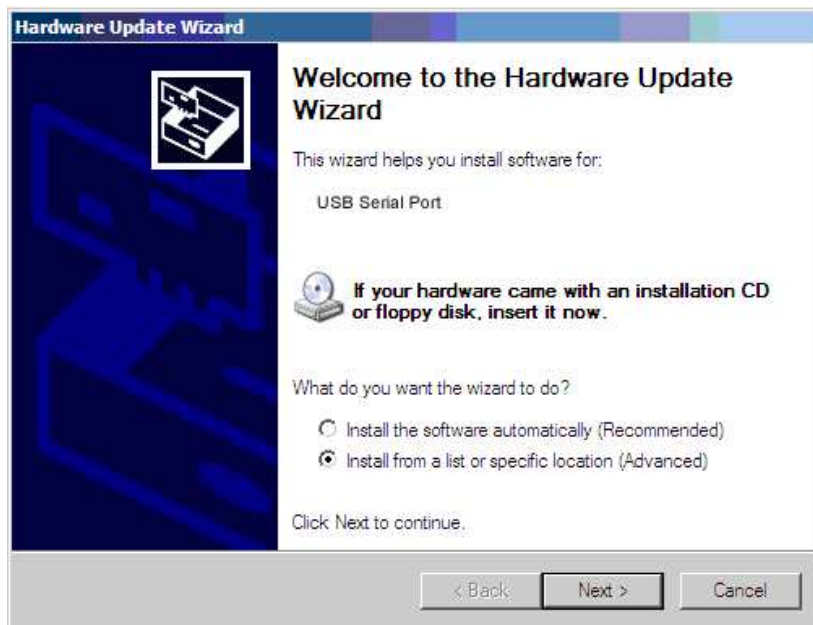 Hardware Update Wizard
Welcome to the Hardware Update
Wizard
This wizard helps you install software for:
USB Serial Port
If your hardware came with an installation CD
or floppy disk, insert it now.
What do you want the wizard to do?
Install the software automatically (Recommended)
Install from a list or specific location (Advanced)
Click Next to continue.
< Back Next > Cancel